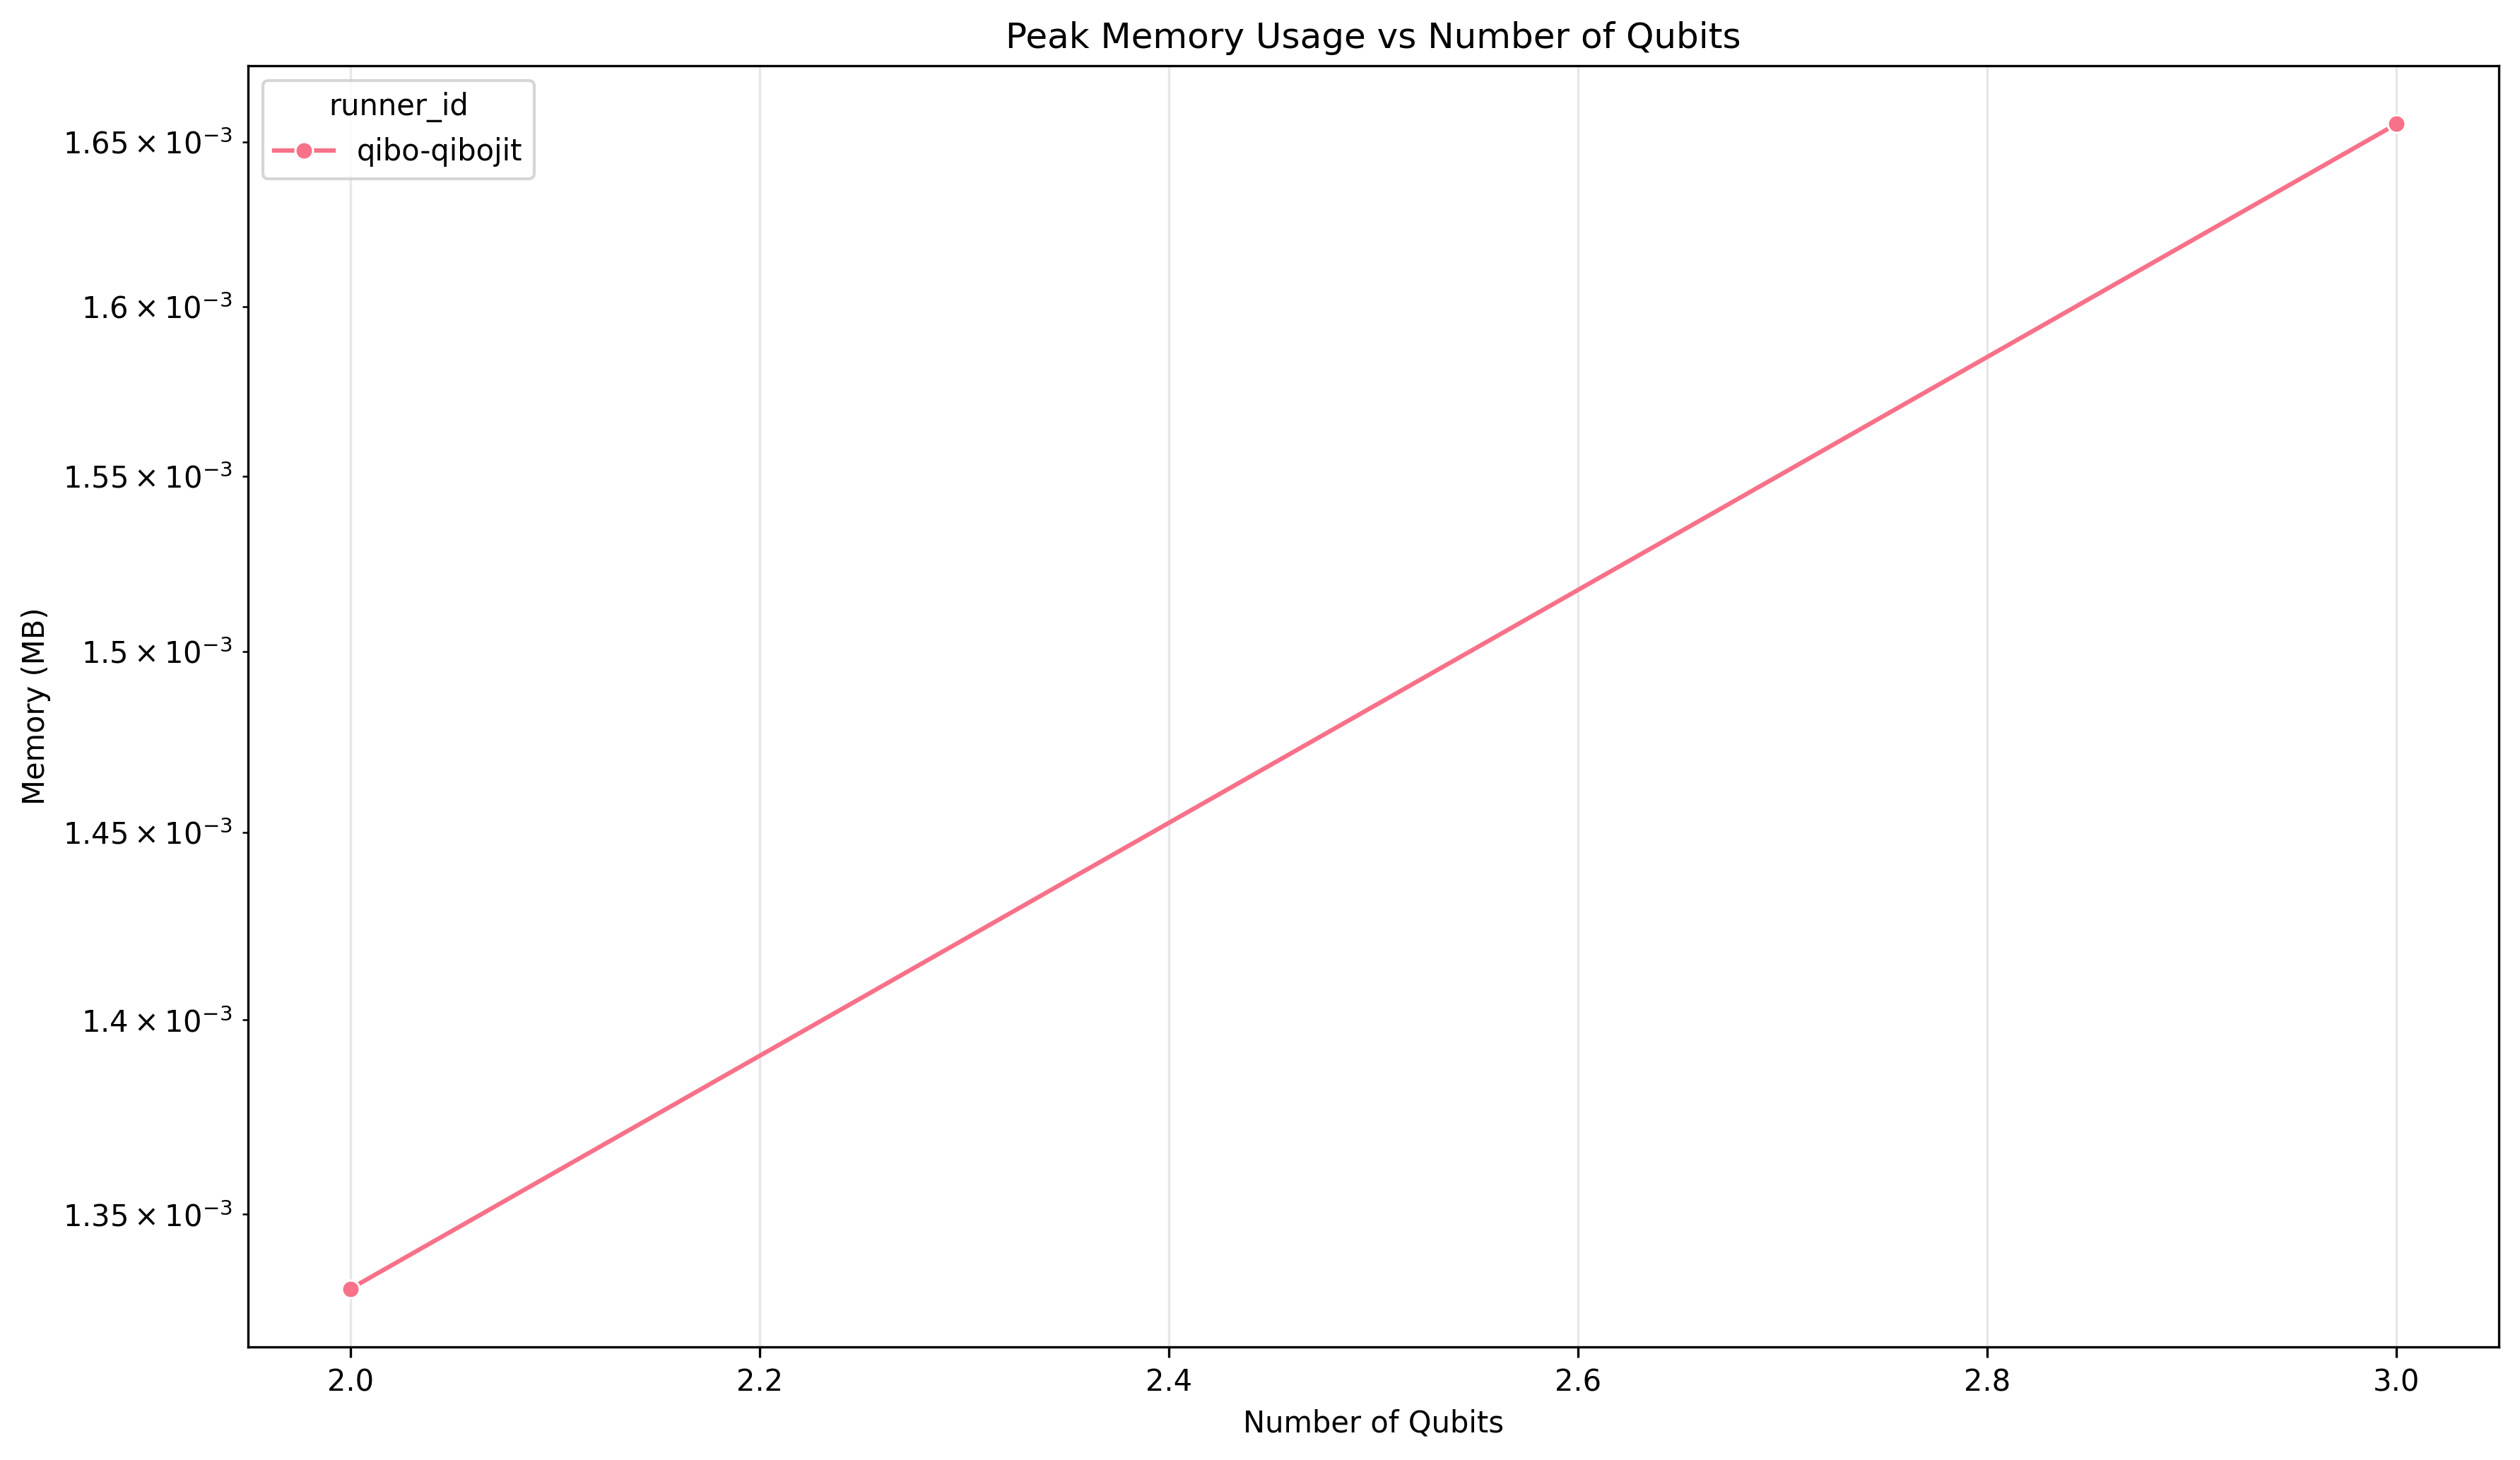 Peak Memory Usage vs Number of Qubits
runner_id
qibo-qibojit
Memory (MB)
1.65 × 10⁻³
1.6 × 10⁻³
1.55 × 10⁻³
1.5 × 10⁻³
1.45 × 10⁻³
1.4 × 10⁻³
1.35 × 10⁻³
2.0 2.2 2.4 2.6 2.8 3.0
Number of Qubits